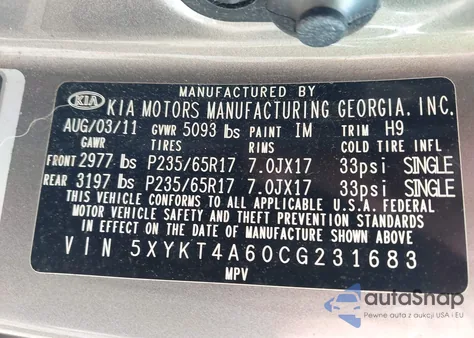 MANUFACTURED BY
KIA KIA MOTORS MANUFACTURING GEORGIA, INC.
AUG/03/11 GVWR 5093 lbs PAINT IM TRIM H9
GAWR TIRES RIMS COLD TIRE INFL
FRONT 2977 lbs P235/65R17 7.0JX17 33psi SINGLE
REAR 3197 lbs P235/65R17 7.0JX17 33psi SINGLE
THIS VEHICLE CONFORMS TO ALL APPLICABLE U.S.A. FEDERAL
MOTOR VEHICLE SAFETY AND THEFT PREVENTION STANDARDS
IN EFFECT ON THE DATE OF MANUFACTURE SHOWN ABOVE
VIN 5XYKT4A60CG231683
MPV
autoSnap
Pewne auta z aukcji USA i EU